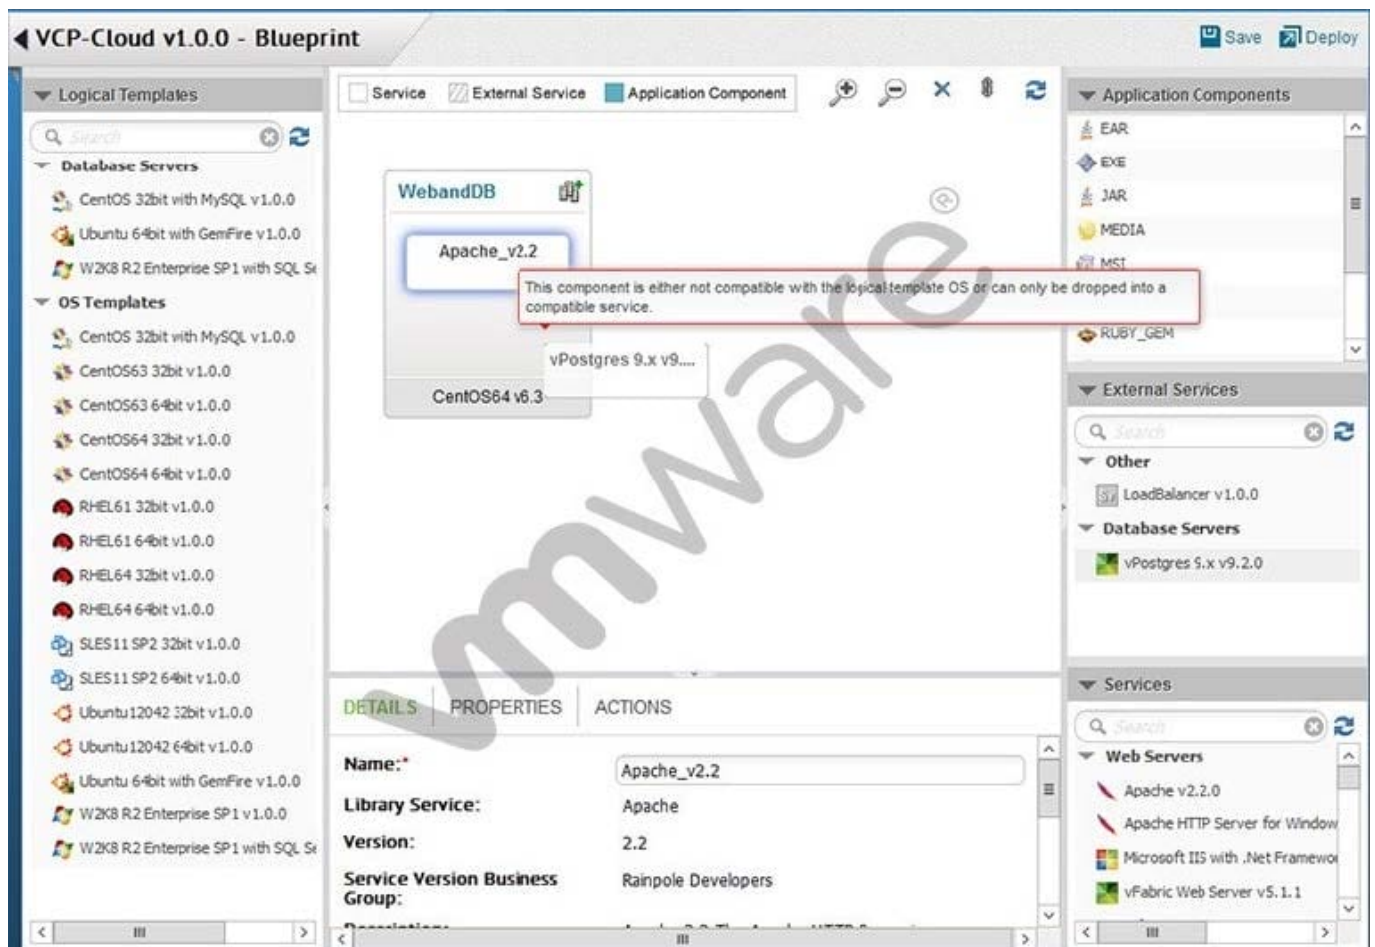 VCP-Cloud v1.0.0 - Blueprint
Save
Deploy
Logical Templates
Search
Database Servers
CentOS 32bit with MySQL v1.0.0
Ubuntu 64bit with GemFire v1.0.0
W2K8 R2 Enterprise SP1 with SQL Se
OS Templates
CentOS 32bit with MySQL v1.0.0
CentOS63 32bit v1.0.0
CentOS63 64bit v1.0.0
CentOS64 32bit v1.0.0
CentOS64 64bit v1.0.0
RHEL61 32bit v1.0.0
RHEL61 64bit v1.0.0
RHEL64 32bit v1.0.0
RHEL64 64bit v1.0.0
SLES11 SP2 32bit v1.0.0
SLES11 SP2 64bit v1.0.0
Ubuntu12042 32bit v1.0.0
Ubuntu12042 64bit v1.0.0
Ubuntu 64bit with GemFire v1.0.0
W2K8 R2 Enterprise SP1 v1.0.0
W2K8 R2 Enterprise SP1 with SQL Se
Service
External Service
Application Component
WebandDB
Apache_v2.2
This component is either not compatible with the logical template OS or can only be dropped into a
compatible service.
vPostgres 9.x v9....
CentOS64 v6.3
vmware®
DETAILS
PROPERTIES
ACTIONS
Name:*
Apache_v2.2
Library Service:
Apache
Version:
2.2
Service Version Business
Group:
Rainpole Developers
Application Components
EAR
EXE
JAR
MEDIA
MSI
RUBY_GEM
External Services
Search
Other
LoadBalancer v1.0.0
Database Servers
vPostgres 9.x v9.2.0
Services
Search
Web Servers
Apache v2.2.0
Apache HTTP Server for Window
Microsoft IIS with .Net Framewor
vFabric Web Server v5.1.1